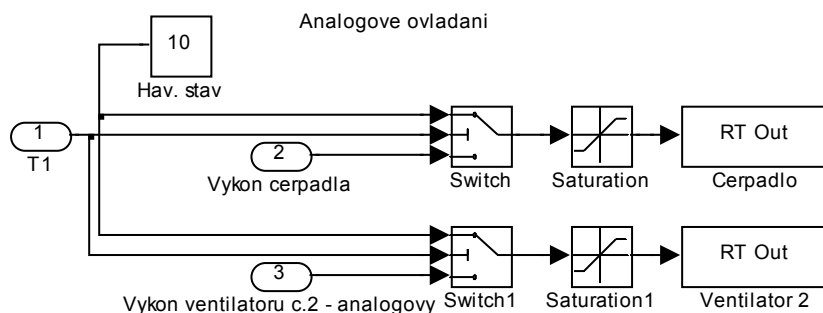 Analogove ovladani
10
Hav. stav
1
T1
2
Vykon cerpadla
Switch
Saturation
RT Out
Cerpadlo
3
Vykon ventilatoru c.2 - analogovy
Switch1
Saturation1
RT Out
Ventilator 2